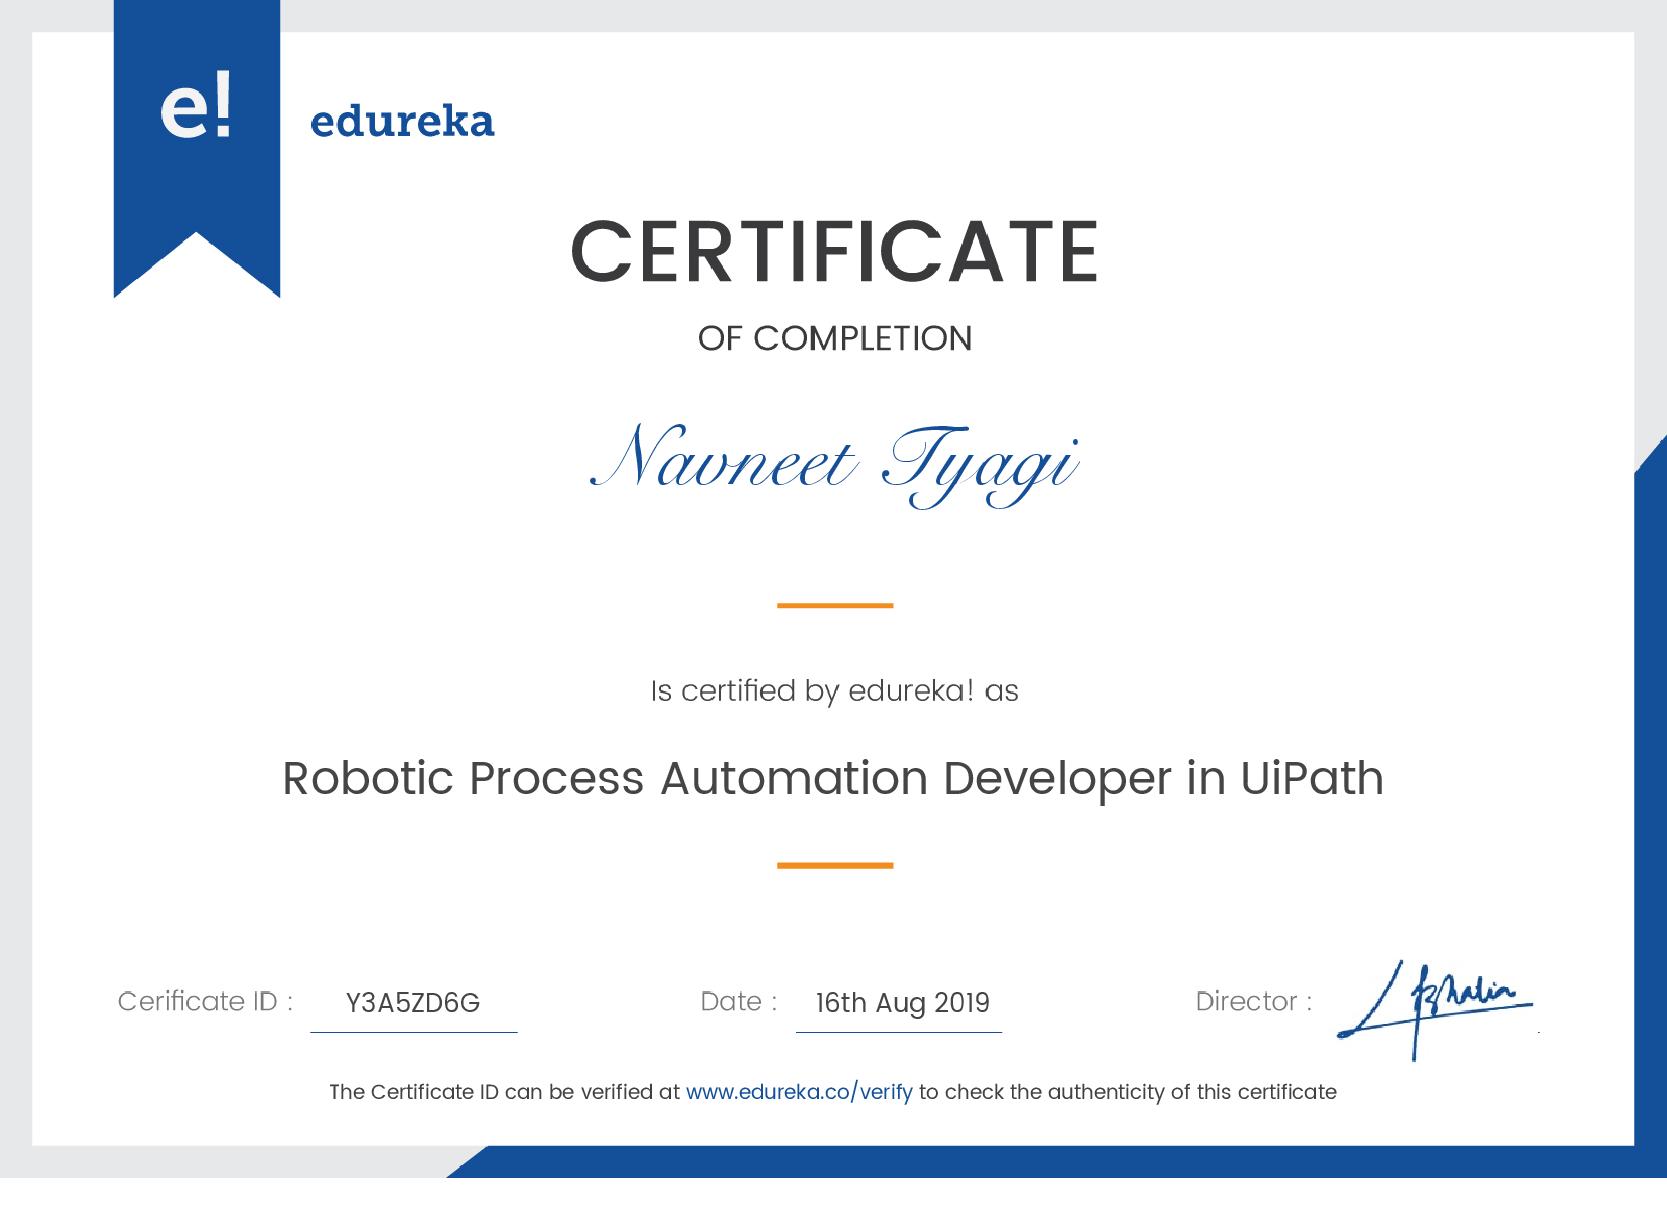 e!
edureka
CERTIFICATE
OF COMPLETION
Navneet Tyagi
Is certified by edureka! as
Robotic Process Automation Developer in UiPath
Cerificate ID : Y3A5ZD6G Date : 16th Aug 2019 Director :
The Certificate ID can be verified at www.edureka.co/verify to check the authenticity of this certificate